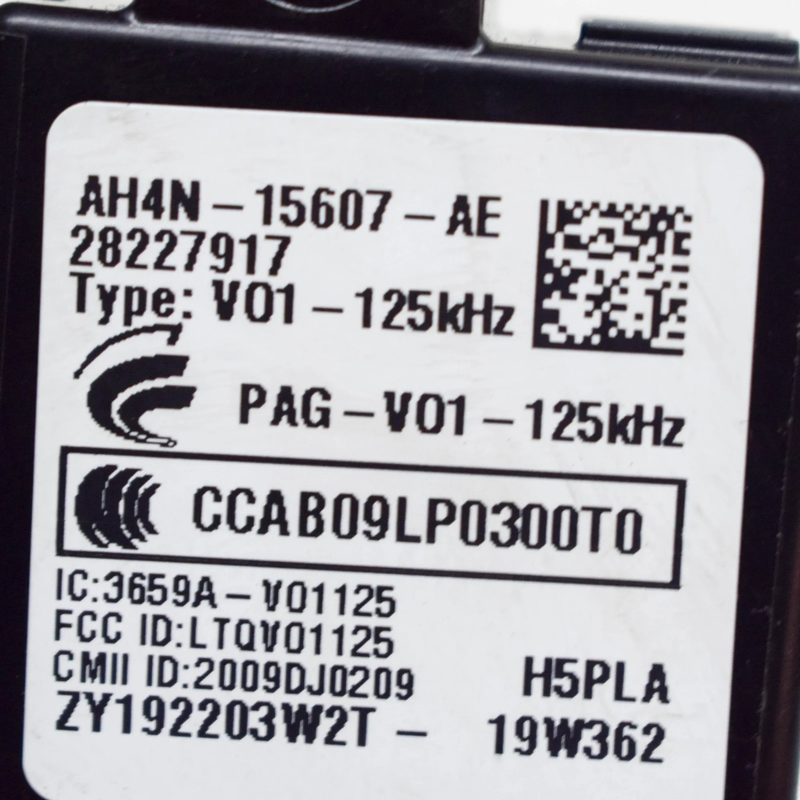 AH4N-15607-AE
28227917
Type: V01-125kHz
PAG-V01-125kHz
CCAB09LP0300T0
IC:3659A-V01125
FCC ID:LTQV01125
CMII ID:2009DJ0209
H5PLA
ZY192203W2T- 19W362